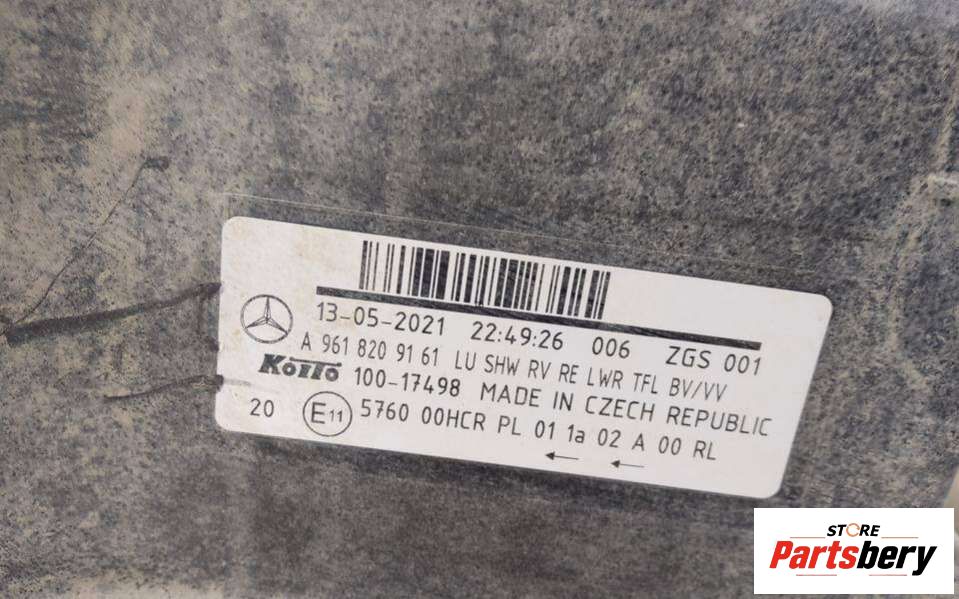 13-05-2021 22:49:26 006 ZGS 001
A 961 820 91 61 LU SHW RV RE LWR TFL BV/VV
Koito 100-17498 MADE IN CZECH REPUBLIC
20 E11 5760 00HCR PL 01 1a 02 A 00 RL
STORE
Partsbery